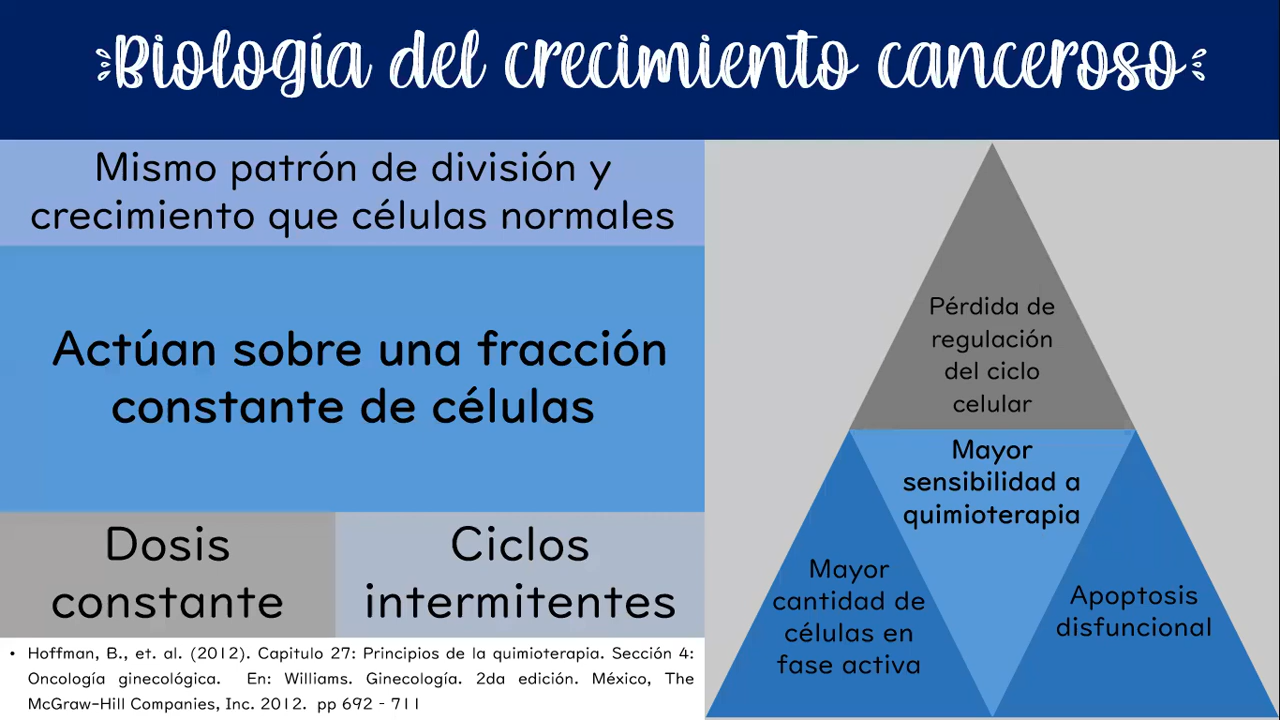 Biología del crecimiento canceroso
Mismo patrón de división y
crecimiento que células normales
Actúan sobre una fracción
constante de células
Dosis
constante
Ciclos
intermitentes
• Hoffman, B., et. al. (2012). Capitulo 27: Principios de la quimioterapia. Sección 4:
Oncología ginecológica. En: Williams. Ginecología. 2da edición. México, The
McGraw-Hill Companies, Inc. 2012. pp 692 - 711
Pérdida de
regulación
del ciclo
celular
Mayor
sensibilidad a
quimioterapia
Mayor
cantidad de
células en
fase activa
Apoptosis
disfuncional